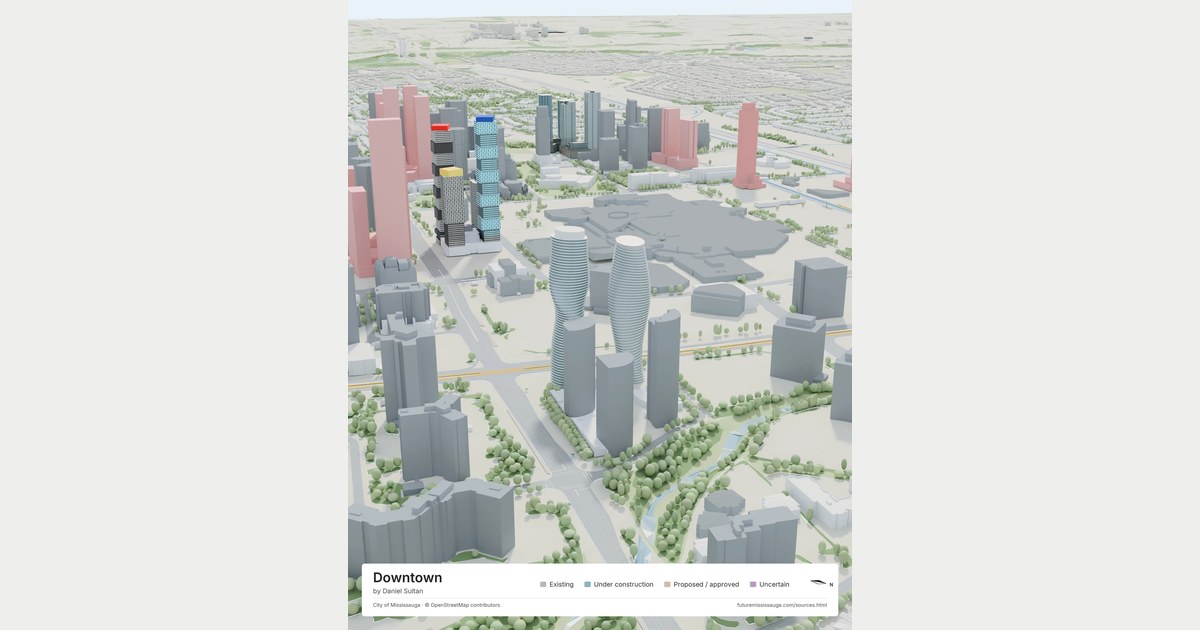 Downtown
by Daniel Sultan
Existing
Under construction
Proposed / approved
Uncertain
N
City of Mississauga · © OpenStreetMap contributors
futuremississauga.com/sources.html